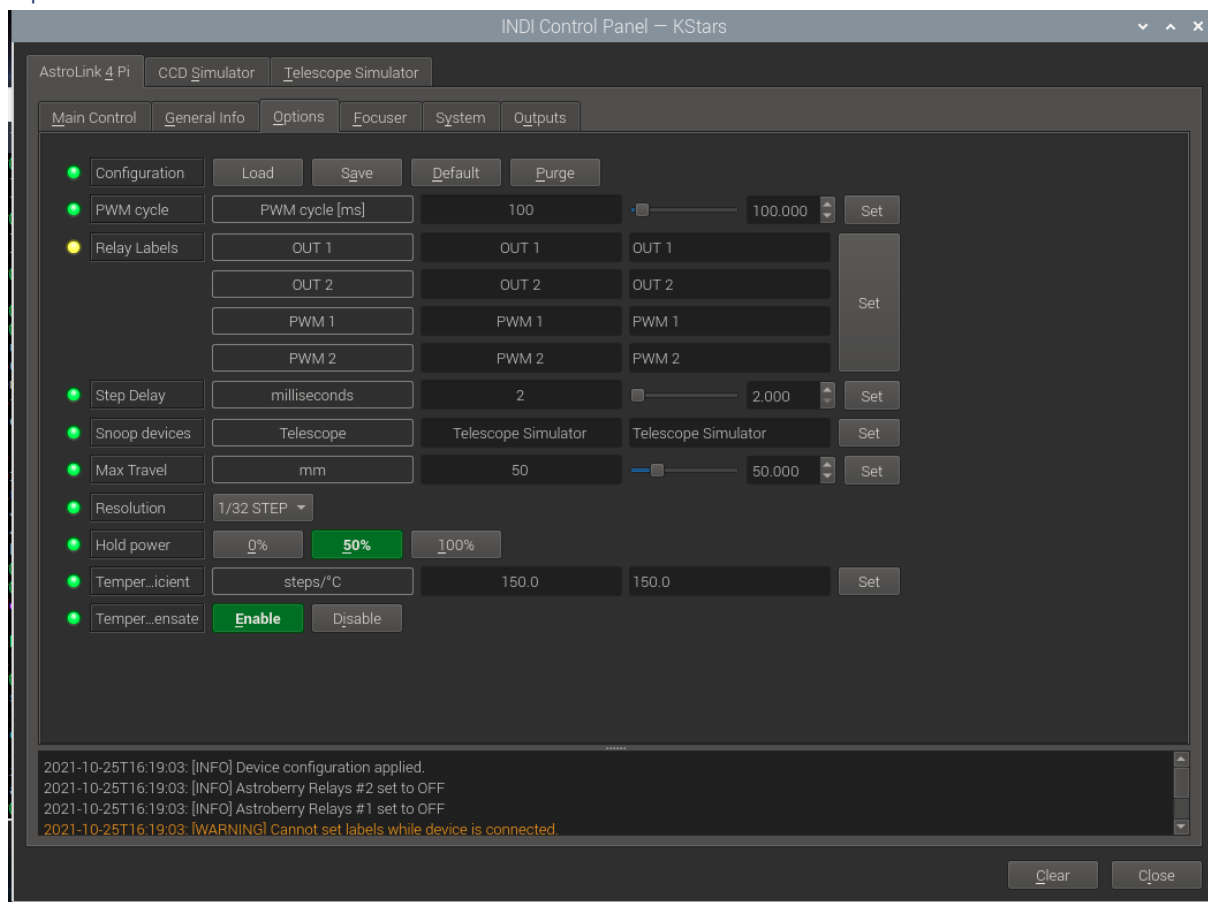 INDI Control Panel — KStars
AstroLink 4 Pi CCD Simulator Telescope Simulator
Main Control General Info Options Focuser System Outputs
Configuration Load Save Default Purge
PWM cycle PWM cycle [ms] 100 100.000 Set
Relay Labels OUT 1 OUT 1 OUT 1
OUT 2 OUT 2 OUT 2
Set
PWM 1 PWM 1 PWM 1
PWM 2 PWM 2 PWM 2
Step Delay milliseconds 2 2.000 Set
Snoop devices Telescope Telescope Simulator Telescope Simulator Set
Max Travel mm 50 50.000 Set
Resolution 1/32 STEP
Hold power 0% 50% 100%
Temper...icient steps/°C 150.0 150.0 Set
Temper...ensate Enable Disable
2021-10-25T16:19:03: [INFO] Device configuration applied.
2021-10-25T16:19:03: [INFO] Astroberry Relays #2 set to OFF
2021-10-25T16:19:03: [INFO] Astroberry Relays #1 set to OFF
2021-10-25T16:19:03: [WARNING] Cannot set labels while device is connected.
Clear Close